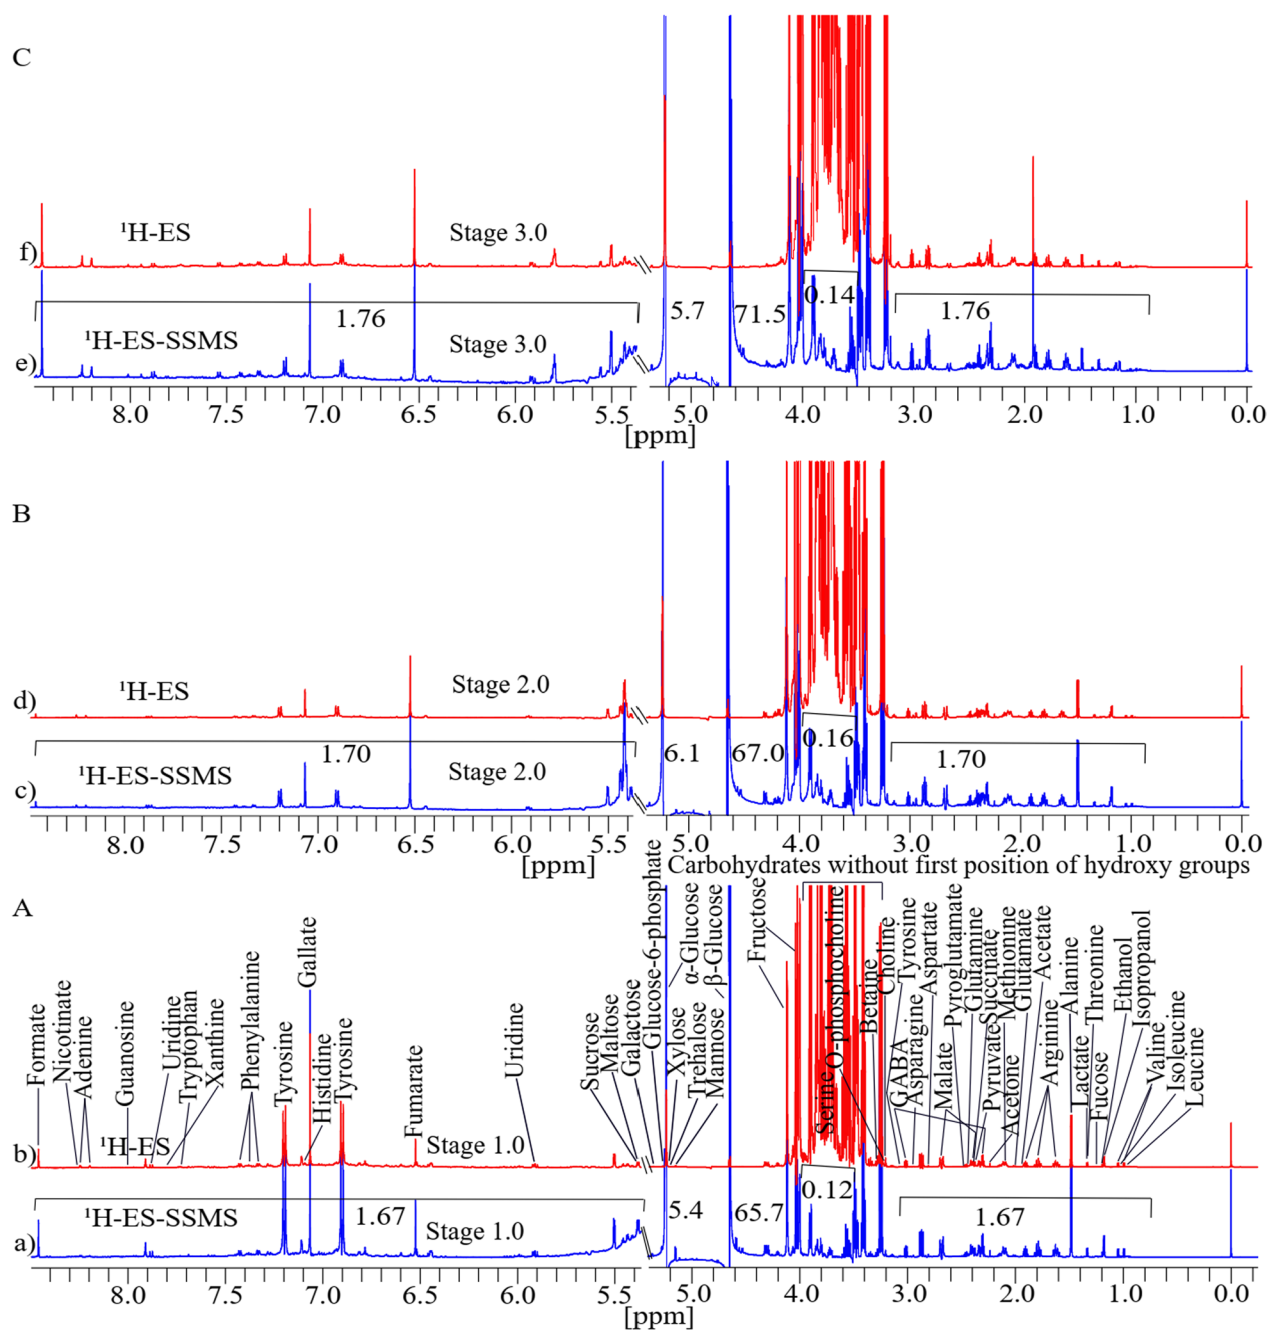 C
f)
¹H-ES
Stage 3.0
1.76
5.7
71.5
0.14
1.76
¹H-ES-SSMS
Stage 3.0
e)
8.0 7.5 7.0 6.5 6.0 5.5 5.0 4.0 3.0 2.0 1.0 0.0
[ppm]
B
d)
¹H-ES
Stage 2.0
1.70
6.1
67.0
0.16
1.70
¹H-ES-SSMS
Stage 2.0
c)
8.0 7.0 6.5 6.0 5.5 5.0 4.0 3.0 2.0 1.0 0.0
[ppm]
Carbohydrates without first position of hydroxy groups
A
Formate
Nicotinate
Adenine
Guanosine
Uridine
Tryptophan
Xanthine
Phenylalanine
Tyrosine
Gallate
Histidine
Tyrosine
Fumarate
Uridine
Sucrose
Maltose
Galactose
Glucose-6-phosphate
Xylose
α-Glucose
Trehalose
Mannose
β-Glucose
Fructose
Serine
O-phosphocholine
Betaine
Choline
GABA
Tyrosine
Asparagine
Aspartate
Malate
Pyroglutamate
Glutamine
Succinate
Pyruvate
Methionine
Acetone
Glutamate
Acetate
Arginine
Alanine
Lactate
Threonine
Fucose
Ethanol
Isopropanol
Valine
Isoleucine
Leucine
b)
¹H-ES
Stage 1.0
¹H-ES-SSMS
1.67
Stage 1.0
5.4
65.7
0.12
1.67
a)
8.0 7.0 6.5 6.0 5.5 5.0 4.0 3.0 2.0 1.0 0.0
[ppm]